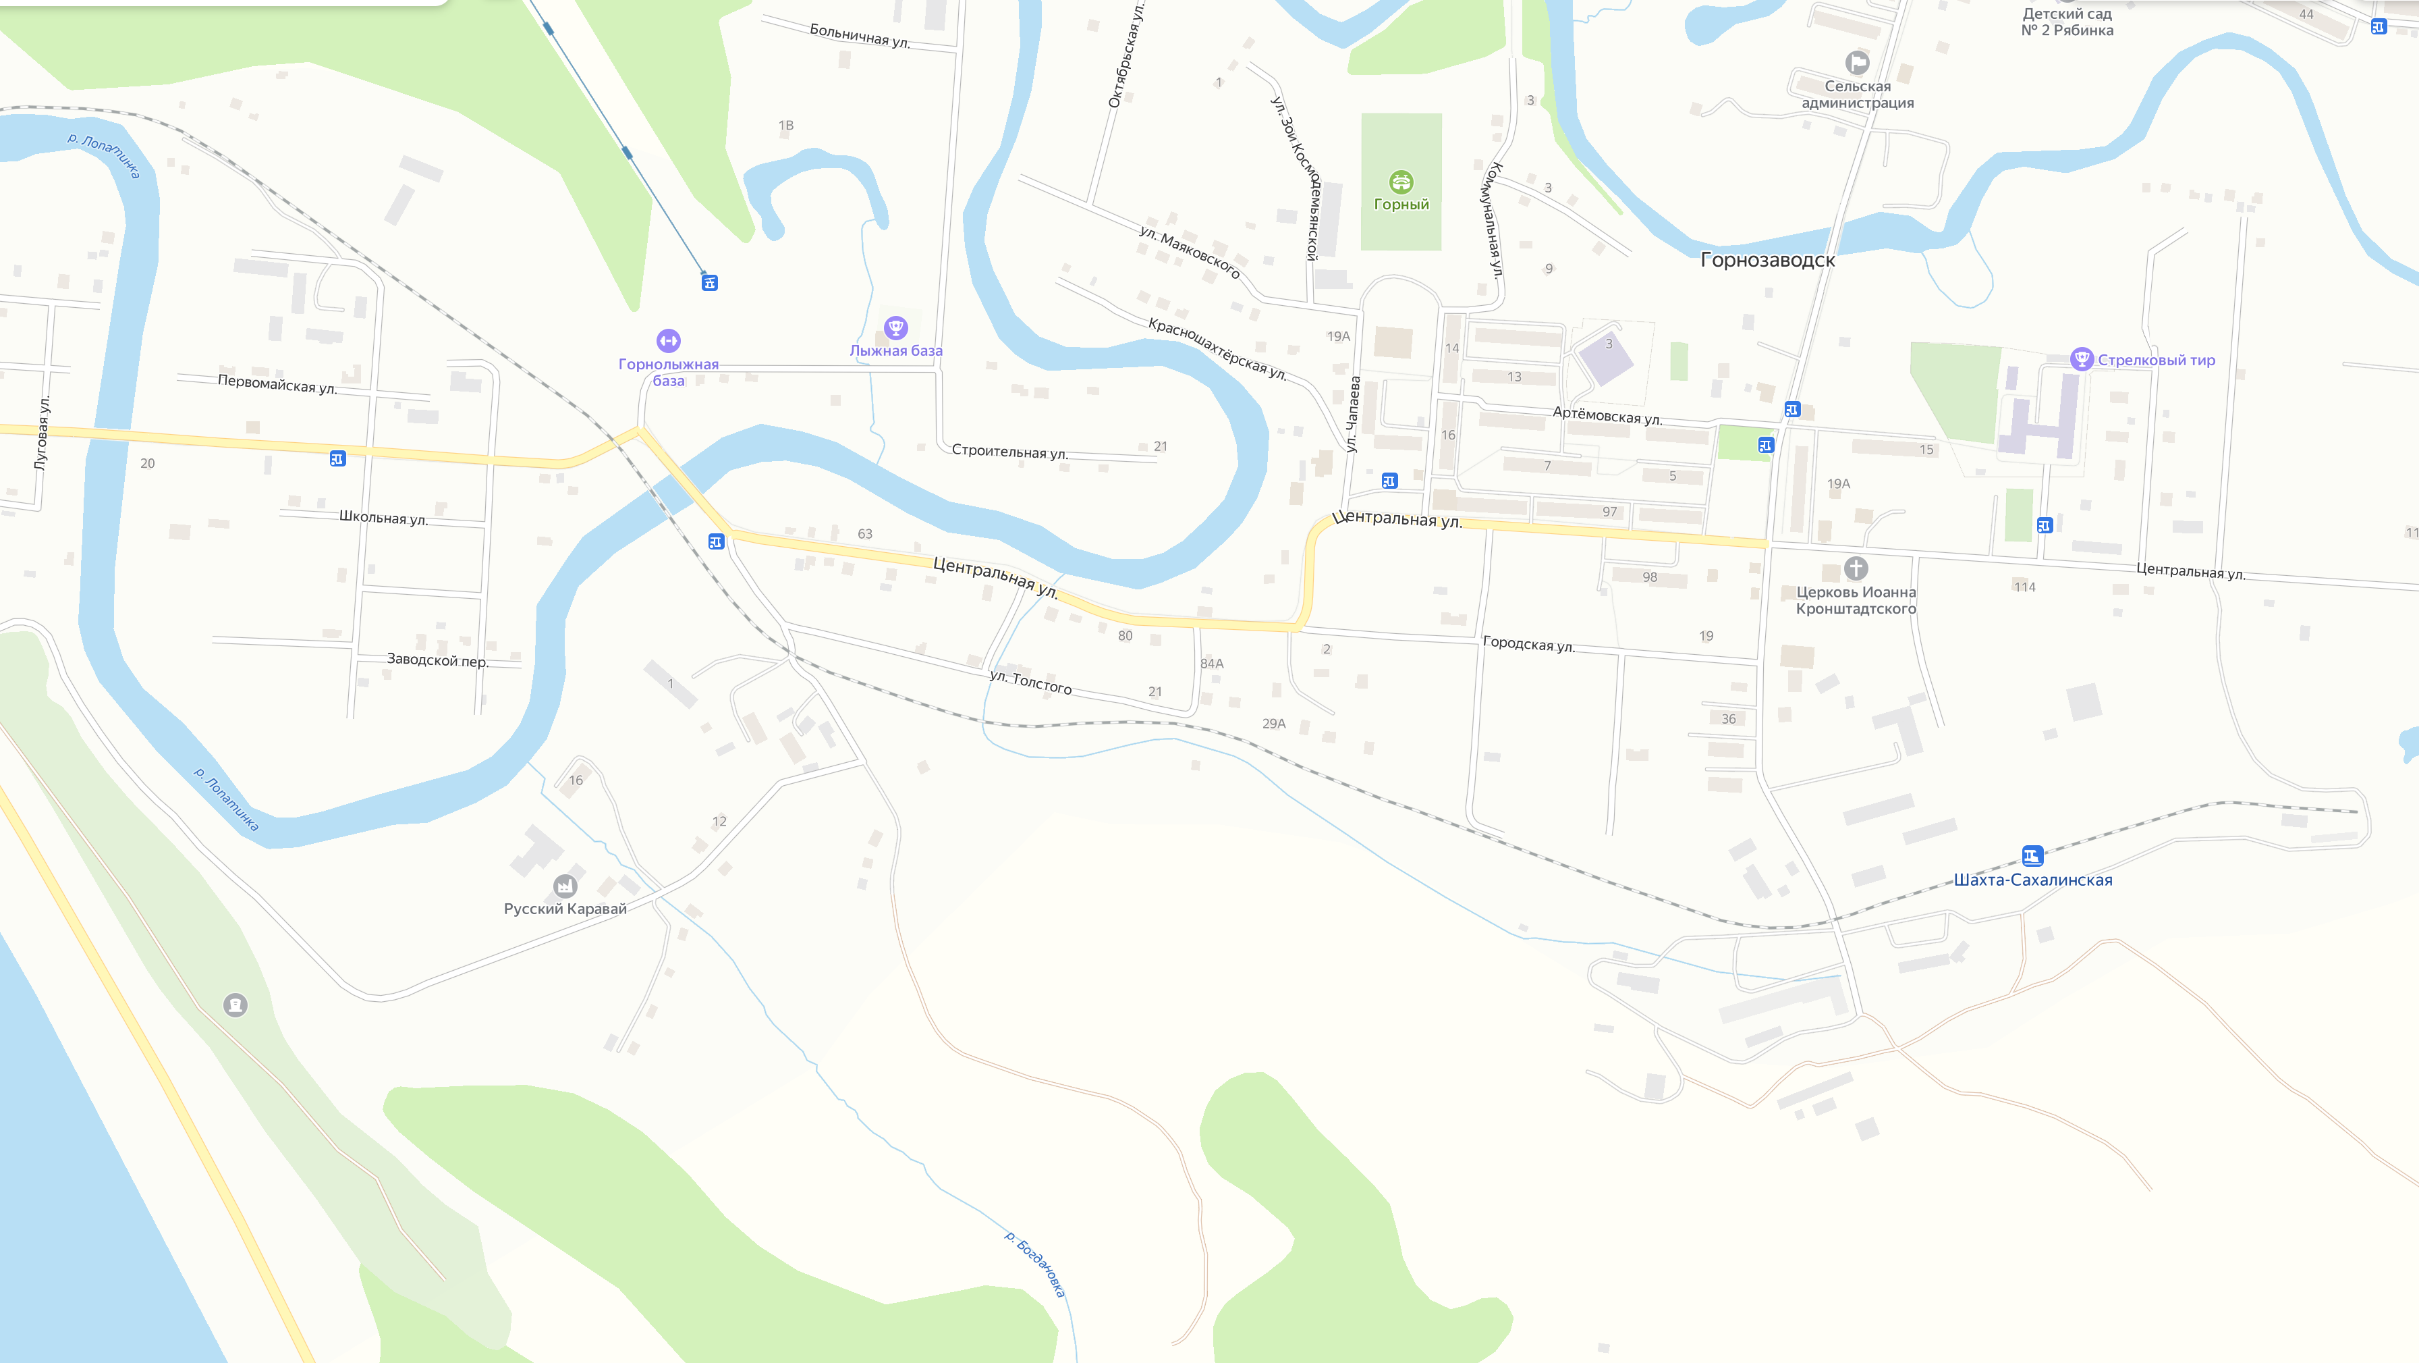 Детский сад
№ 2 Рябинка
44
Больничная ул.
Октябрьская ул.
1
ул. Зои Космодемьянской
3
Сельская
администрация
1В
р. Лопатинка
Горный
Коммунальная ул.
3
ул. Маяковского
9
Горнозаводск
Красношахтёрская ул.
19А
14
3
Горнолыжная
база
Лыжная база
Стрелковый тир
13
Первомайская ул.
Луговая ул.
ул. Чапаева
Артёмовская ул.
16
20
Строительная ул.
21
7
5
15
19А
Школьная ул.
63
Центральная ул.
97
11
Центральная ул.
98
Церковь Иоанна
Кронштадтского
114
Центральная ул.
80
2
Городская ул.
19
Заводской пер.
84А
1
ул. Толстого
21
29А
36
16
р. Лопатинка
12
Шахта-Сахалинская
Русский Каравай
р. Богдановка